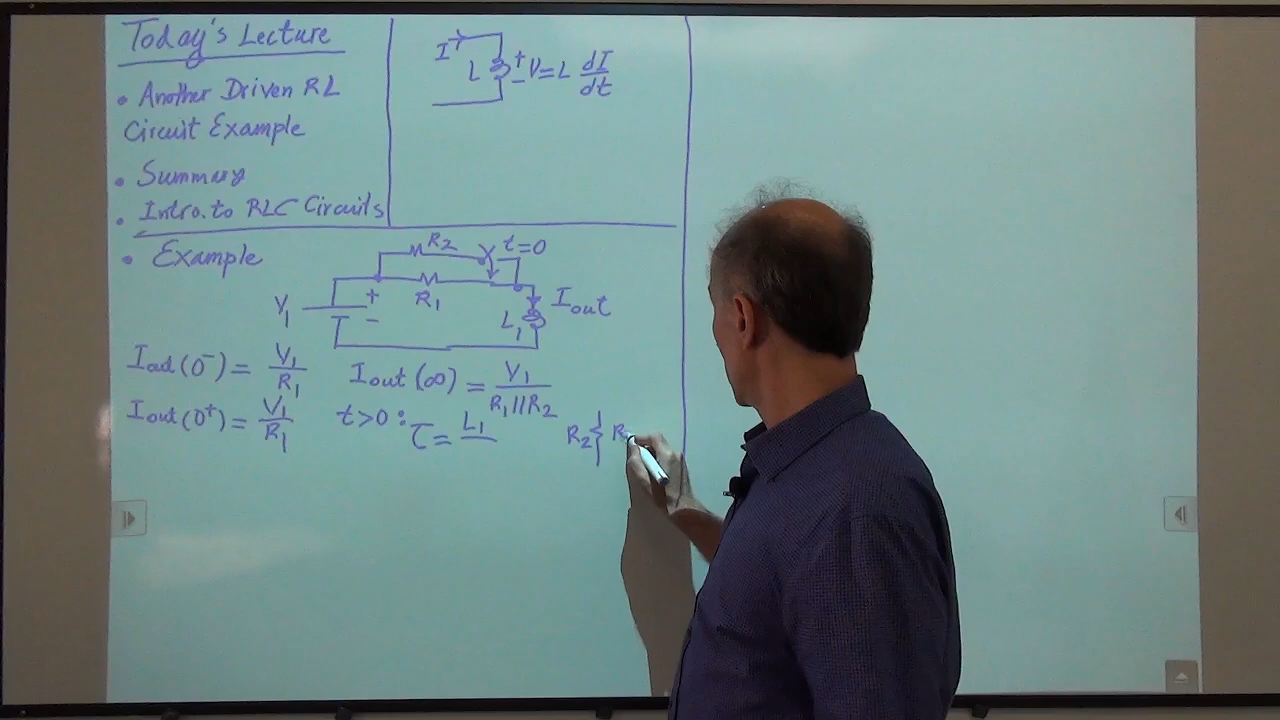 Today's Lecture
• Another Driven RL
Circuit Example
• Summary
• Intro. to RLC Circuits
I L + - V = L dI/dt
• Example
R2 t=0
V1 + - R1 L1 Iout
Iout(0⁻) = V1/R1
Iout(∞) = V1/R1||R2
Iout(0⁺) = V1/R1
t>0: τ = L1
R2 R